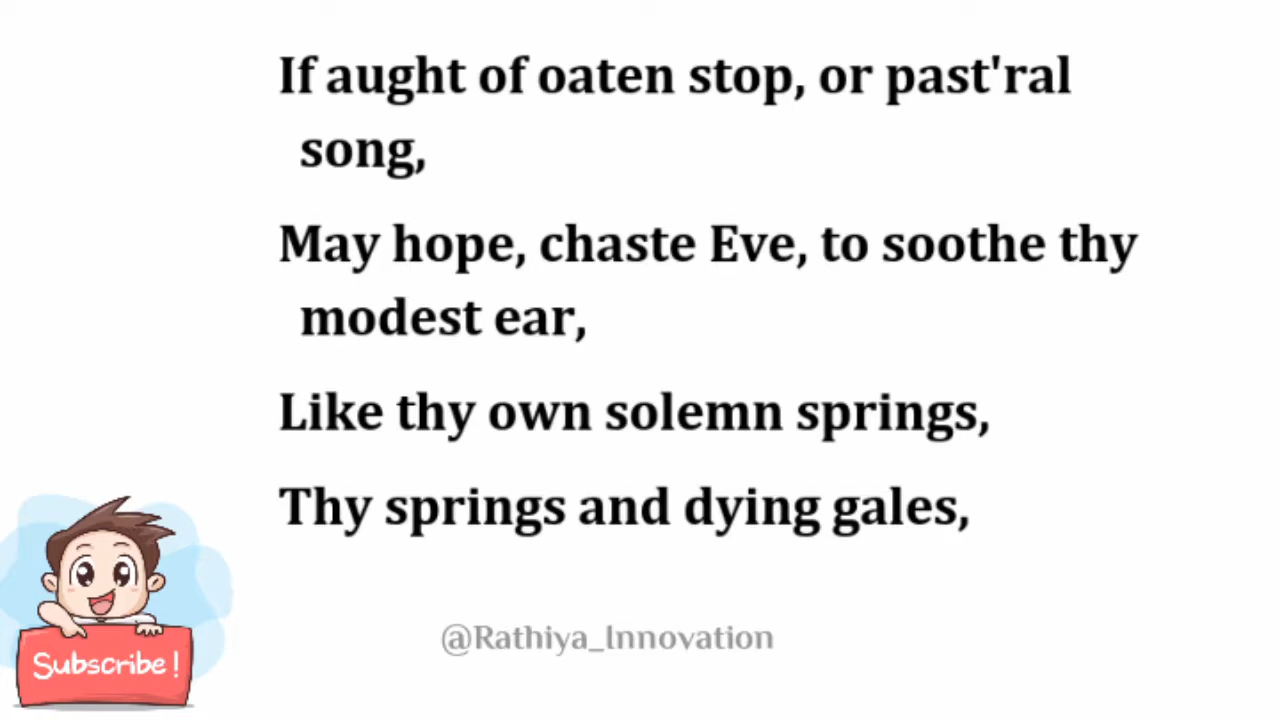 If aught of oaten stop, or past'ral
song,
May hope, chaste Eve, to soothe thy
modest ear,
Like thy own solemn springs,
Thy springs and dying gales,
@Rathiya_Innovation
Subscribe!